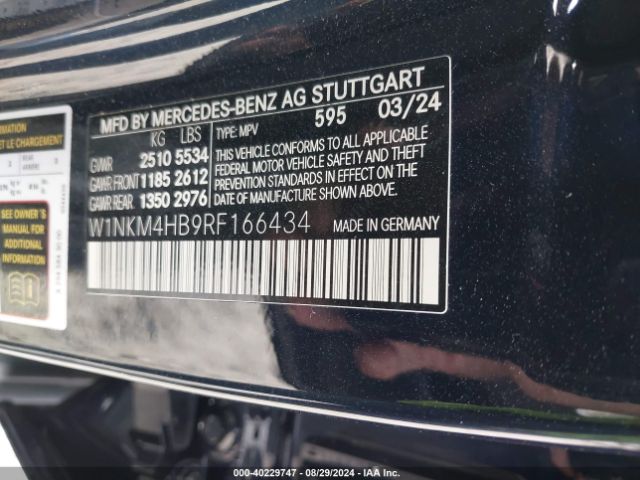 MFD BY MERCEDES-BENZ AG STUTTGART
KG LBS TYPE: MPV 595 03/24
GVWR 2510 5534
GAWR FRONT 1185 2612
GAWR REAR 1350 2976
THIS VEHICLE CONFORMS TO ALL APPLICABLE
FEDERAL MOTOR VEHICLE SAFETY AND THEFT
PREVENTION STANDARDS IN EFFECT ON THE
DATE OF MANUFACTURE SHOWN ABOVE.
W1NKM4HB9RF166434 MADE IN GERMANY
ET LE CHARGEMENT
SEE OWNER'S
MANUAL FOR
ADDITIONAL
INFORMATION
000-40229747 - 08/29/2024 - IAA Inc.